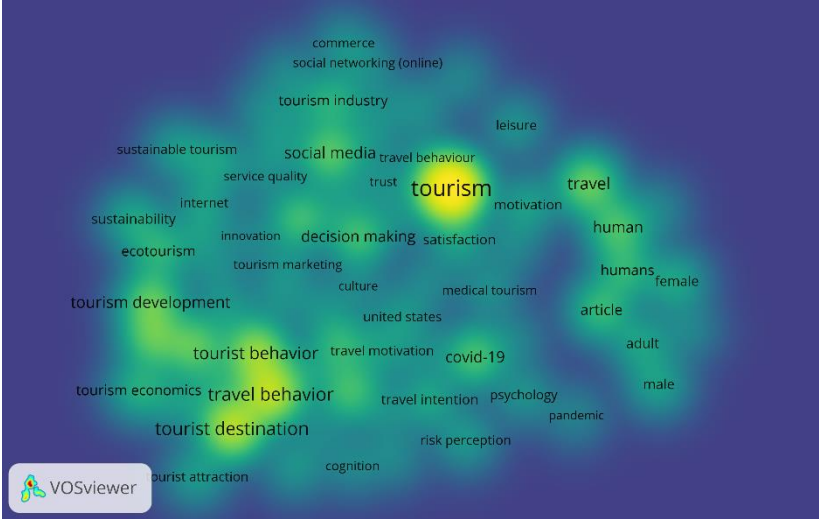 commerce
social networking (online)
tourism industry
leisure
sustainable tourism
social media
travel behaviour
service quality
trust
tourism
travel
internet
motivation
sustainability
human
innovation
decision making
satisfaction
ecotourism
tourism marketing
humans
female
culture
medical tourism
tourism development
united states
article
adult
tourist behavior
travel motivation
covid-19
tourism economics
travel behavior
travel intention
psychology
male
pandemic
tourist destination
risk perception
cognition
tourist attraction
VOSviewer